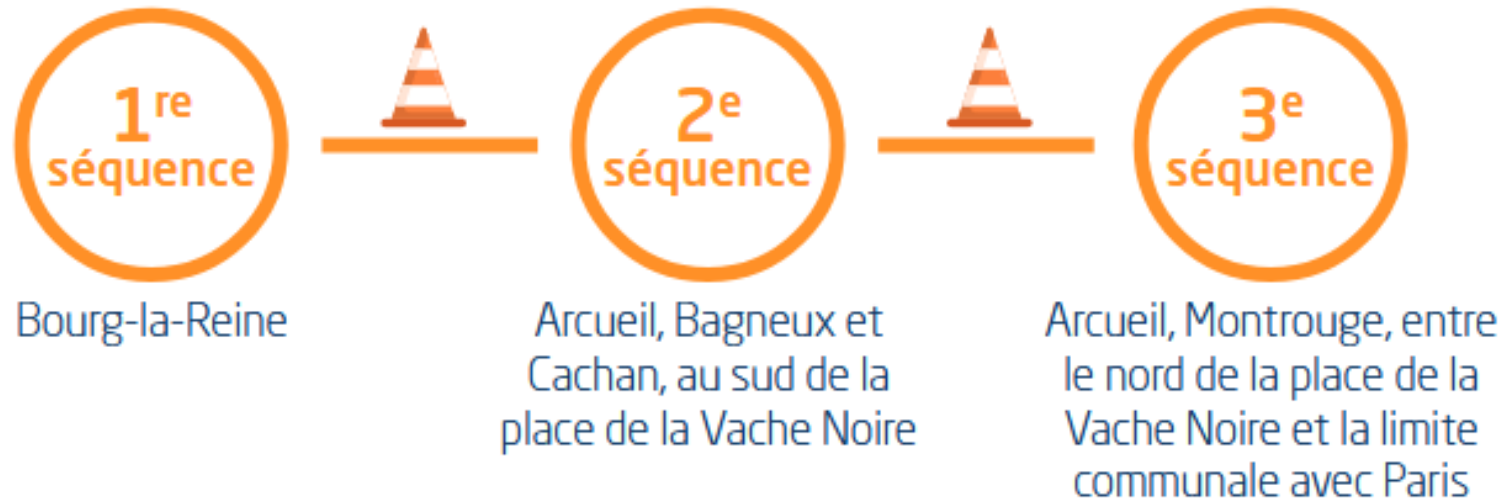 1re
séquence
Bourg-la-Reine
2e
séquence
Arcueil, Bagneux et
Cachan, au sud de la
place de la Vache Noire
3e
séquence
Arcueil, Montrouge, entre
le nord de la place de la
Vache Noire et la limite
communale avec Paris